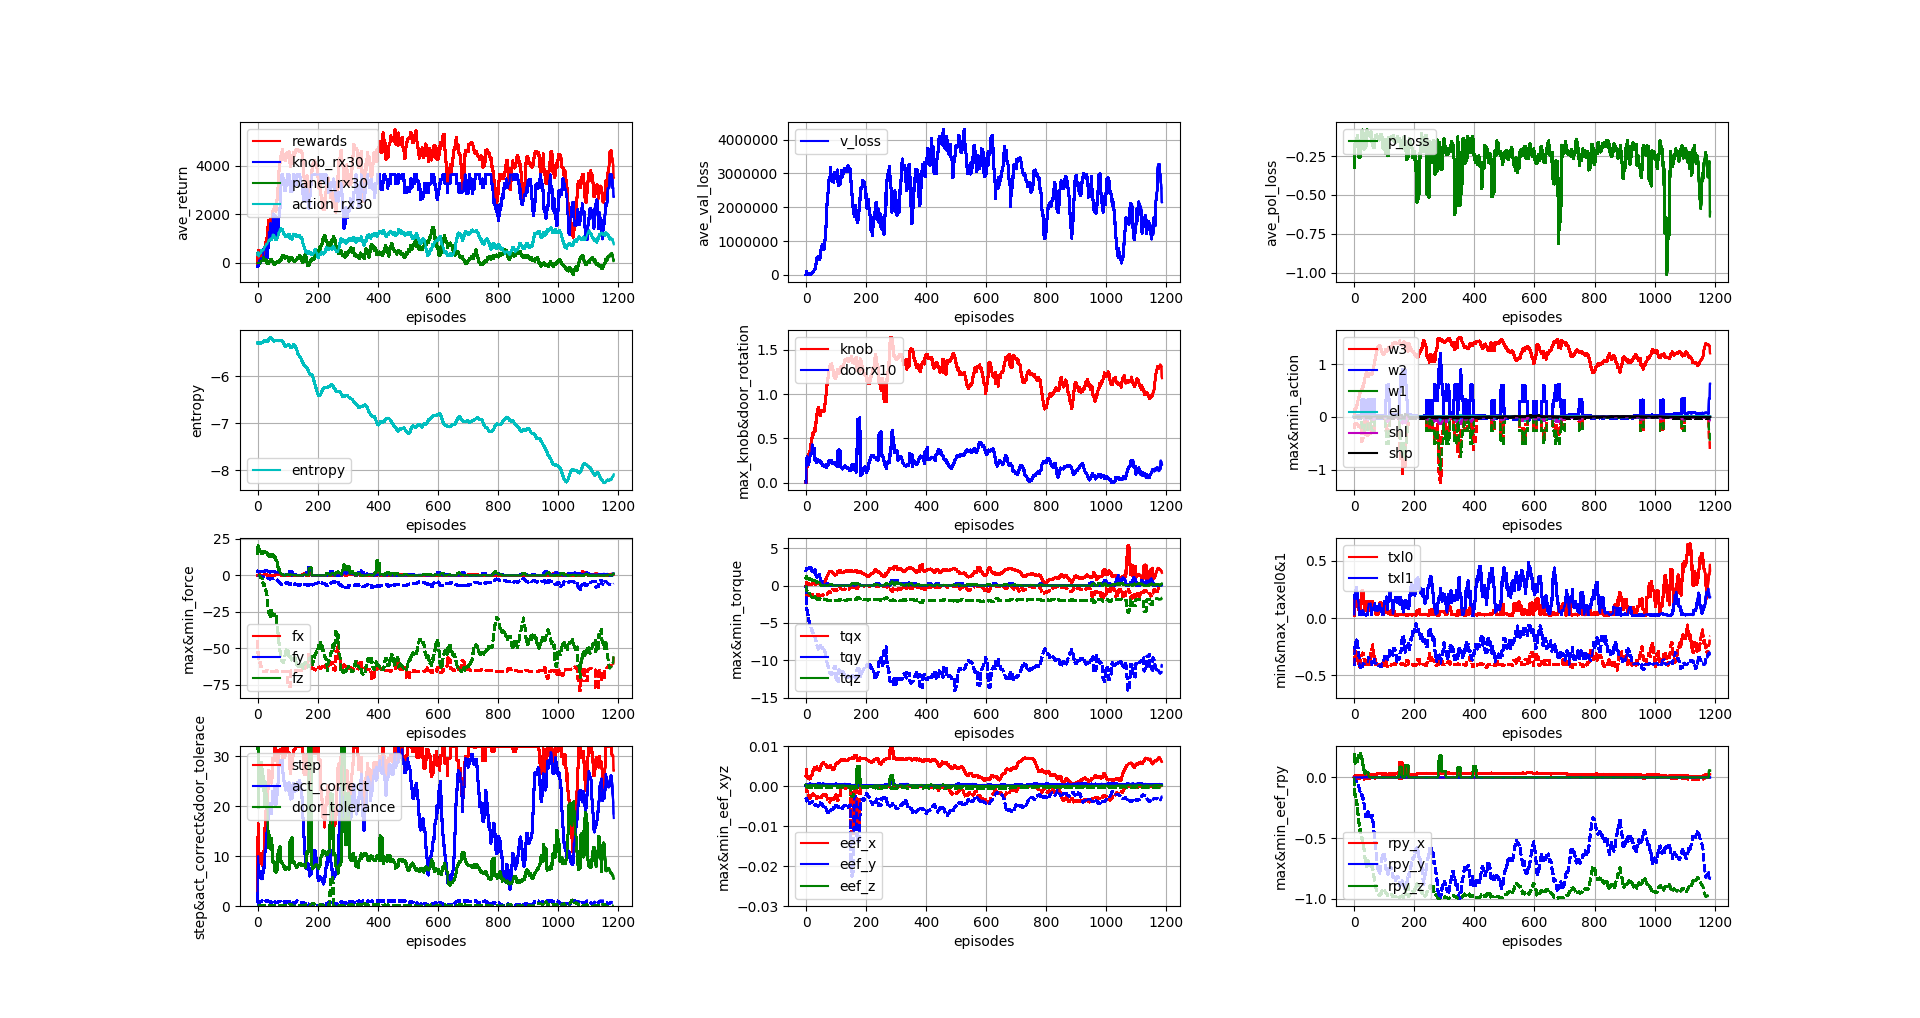 ave_return
4000
2000
0
rewards
knob_rx30
panel_rx30
action_rx30
0 200 400 600 800 1000 1200
episodes
ave_val_loss
4000000
3000000
2000000
1000000
0
v_loss
0 200 400 600 800 1000 1200
episodes
ave_pol_loss
−0.25
−0.50
−0.75
−1.00
p_loss
0 200 400 600 800 1000 1200
episodes
entropy
−6
−7
−8
entropy
0 200 400 600 800 1000 1200
episodes
max_knob&door_rotation
1.5
1.0
0.5
0.0
knob
doorx10
0 200 400 600 800 1000 1200
episodes
max&min_action
1
0
−1
w3
w2
w1
el
shl
shp
0 200 400 600 800 1000 1200
episodes
max&min_force
25
0
−25
−50
−75
fx
fy
fz
0 200 400 600 800 1000 1200
episodes
max&min_torque
5
0
−5
−10
−15
tqx
tqy
tqz
0 200 400 600 800 1000 1200
episodes
min&max_taxel0&1
0.5
0.0
−0.5
txl0
txl1
0 200 400 600 800 1000 1200
episodes
step&act_correct&door_tolerace
30
20
10
0
step
act_correct
door_tolerance
0 200 400 600 800 1000 1200
episodes
max&min_eef_xyz
0.01
0.00
−0.01
−0.02
−0.03
eef_x
eef_y
eef_z
0 200 400 600 800 1000 1200
episodes
max&min_eef_rpy
0.0
−0.5
−1.0
rpy_x
rpy_y
rpy_z
0 200 400 600 800 1000 1200
episodes